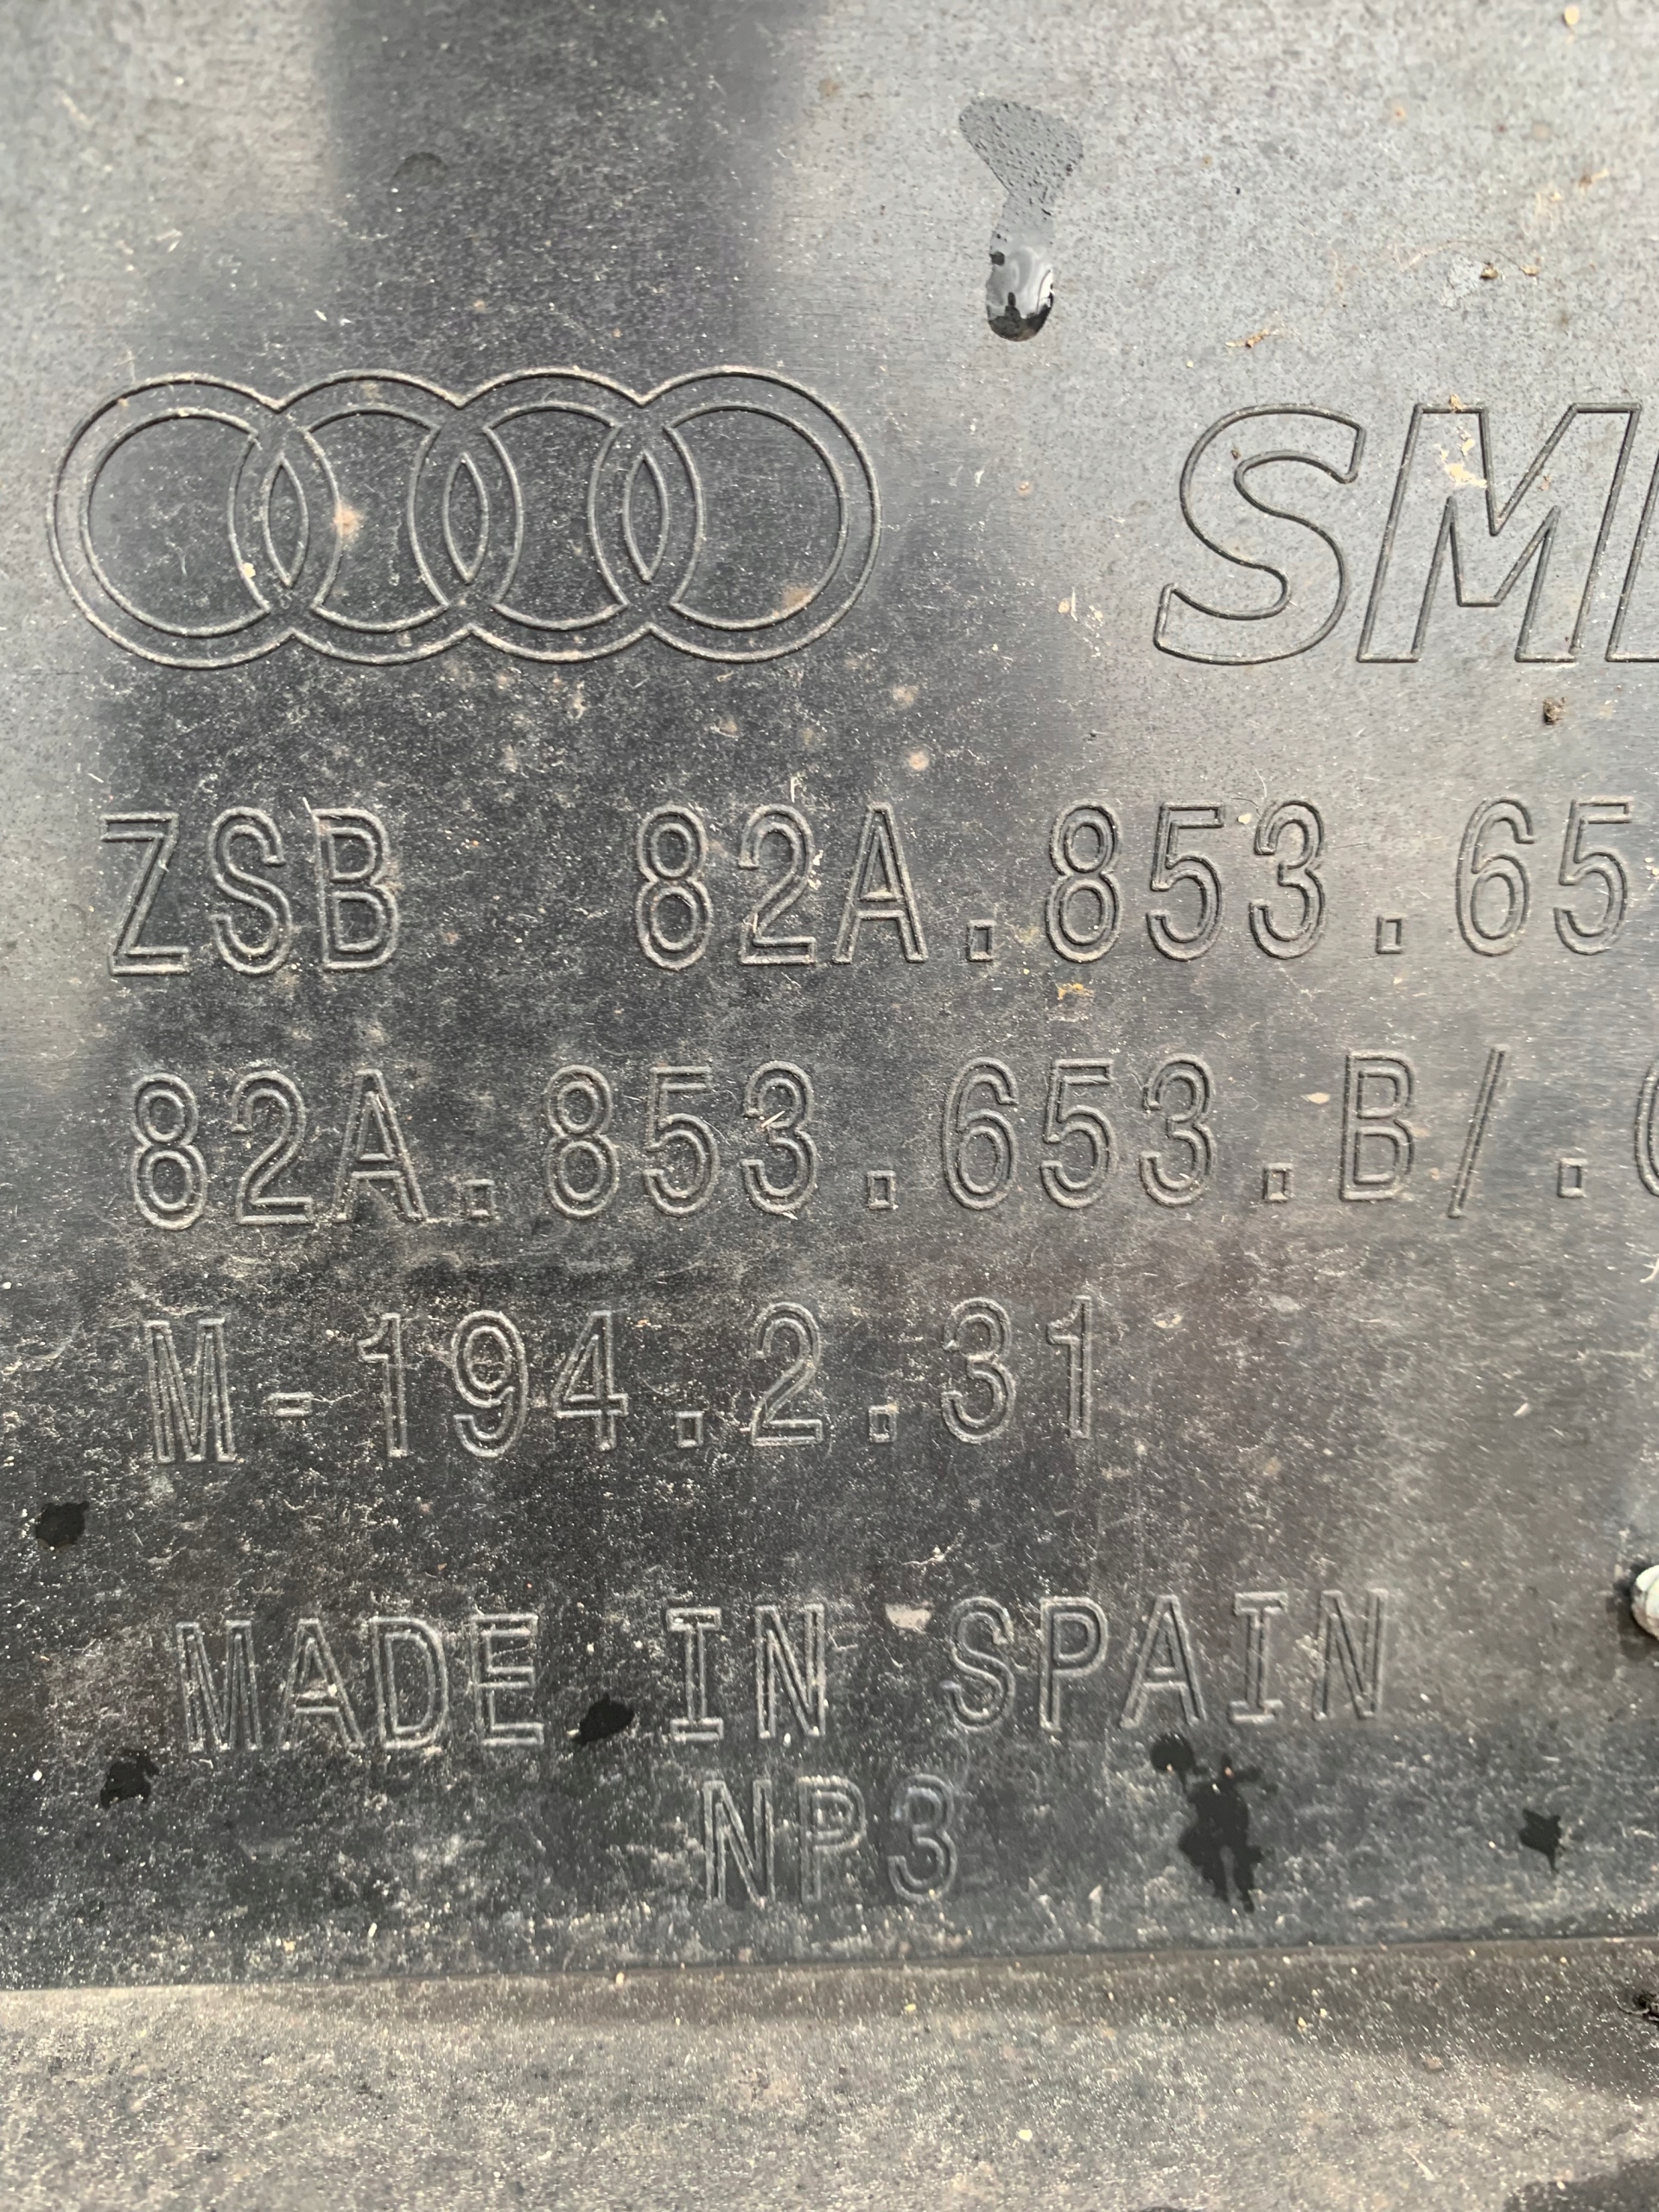 SM
ZSB 82A.853.65
82A.853.653.B/.
M-194.2.31
MADE IN SPAIN
NP3